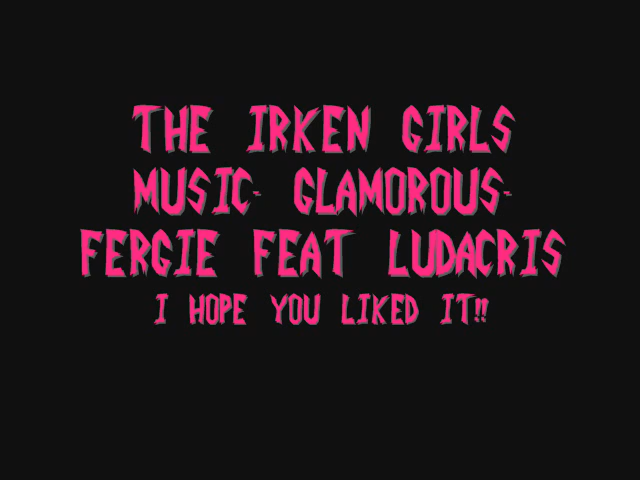 THE IRKEN GIRLS
MUSIC- GLAMOROUS-
FERGIE FEAT LUDACRIS
I HOPE YOU LIKED IT!!